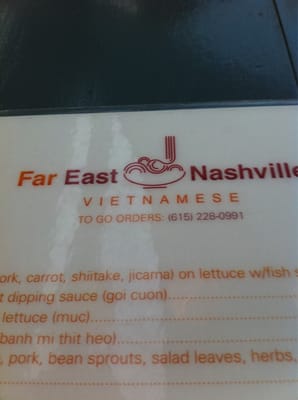 Far East Nashville
VIETNAMESE
TO GO ORDERS: (615) 228-0991
ork, carrot, shiitake, jicama) on lettuce w/fish s
t dipping sauce (goi cuon)
lettuce (muc)
banh mi thit heo)
, pork, bean sprouts, salad leaves, herbs,